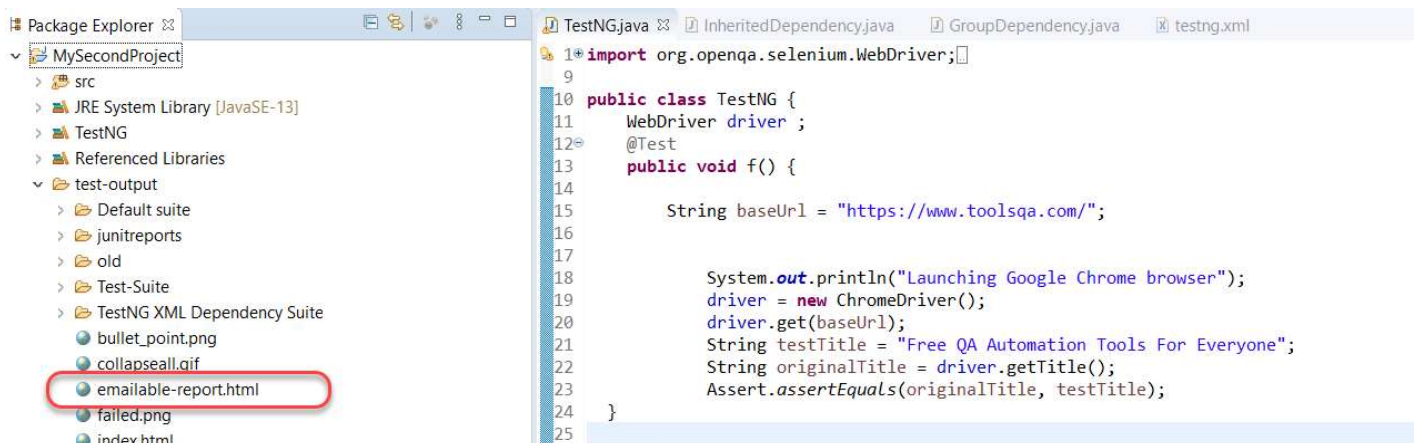 Package Explorer
MySecondProject
src
JRE System Library [JavaSE-13]
TestNG
Referenced Libraries
test-output
Default suite
junitreports
old
Test-Suite
TestNG XML Dependency Suite
bullet_point.png
collapseall.gif
emailable-report.html
failed.png
index.html
TestNG.java InheritedDependency.java GroupDependency.java testng.xml
1 import org.openqa.selenium.WebDriver;
9
10 public class TestNG {
11 WebDriver driver ;
12 @Test
13 public void f() {
14
15 String baseUrl = "https://www.toolsqa.com/";
16
17
18 System.out.println("Launching Google Chrome browser");
19 driver = new ChromeDriver();
20 driver.get(baseUrl);
21 String testTitle = "Free QA Automation Tools For Everyone";
22 String originalTitle = driver.getTitle();
23 Assert.assertEquals(originalTitle, testTitle);
24 }
25